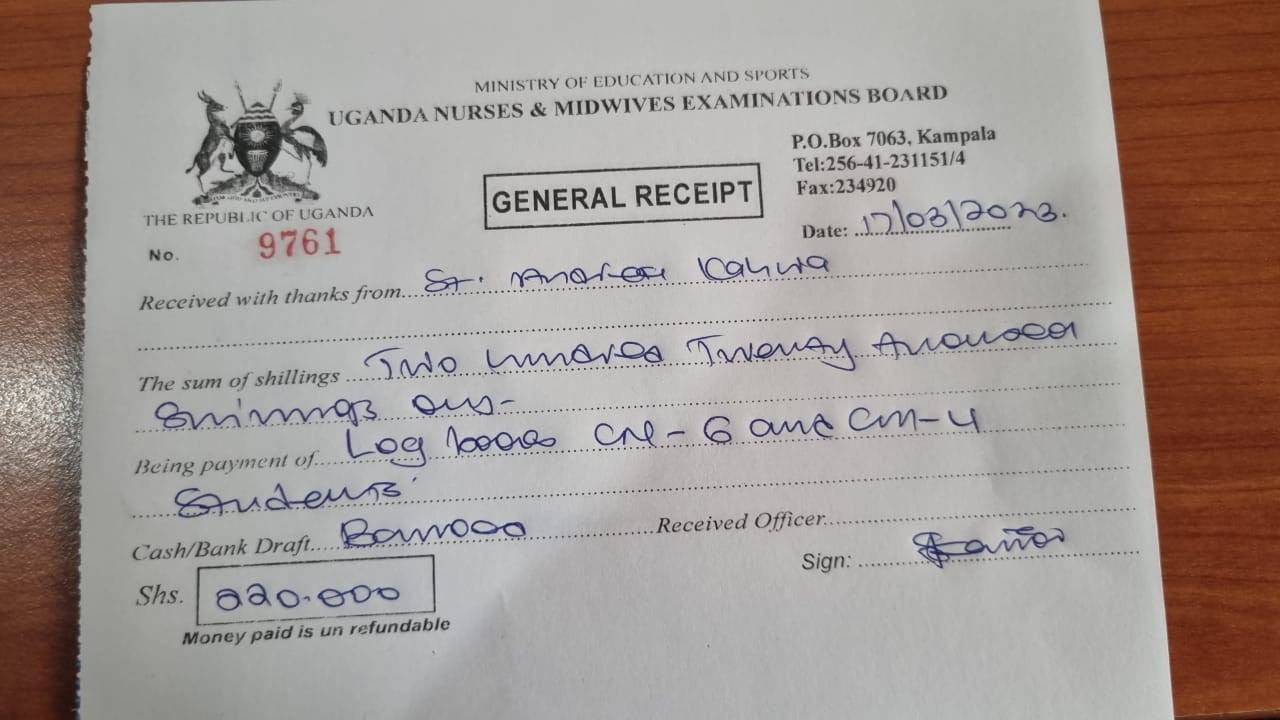 MINISTRY OF EDUCATION AND SPORTS
UGANDA NURSES & MIDWIVES EXAMINATIONS BOARD
P.O.Box 7063, Kampala
Tel:256-41-231151/4
Fax:234920
GENERAL RECEIPT
THE REPUBLIC OF UGANDA
No. 9761
Date: 17/03/2023.
Received with thanks from St. Kahwa
The sum of shillings Two Hundred Twenty Thousand
Shillings only-
Being payment of Log books CN-6 and CM-4
Students
Cash/Bank Draft Received Officer
Sign:
Shs. 220.000
Money paid is un refundable